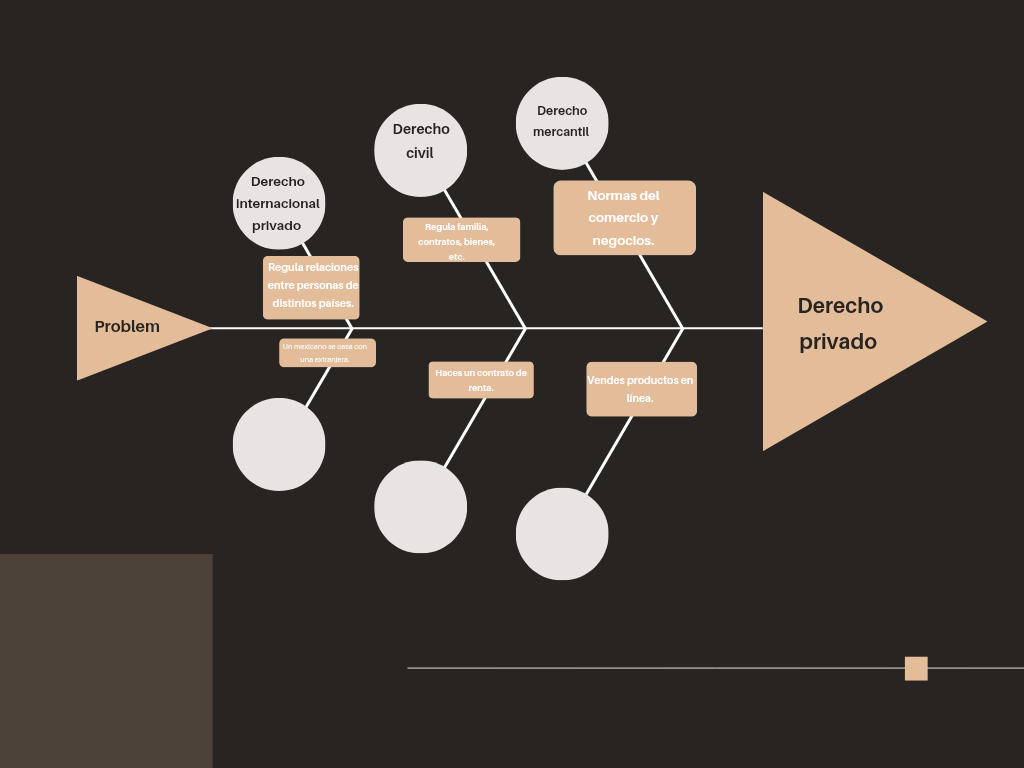 Derecho
mercantil
Derecho
civil
Derecho
Internacional
privado
Normas del
comercio y
negocios.
Regula familia,
contratos, bienes,
etc.
Regula relaciones
entre personas de
distintos países.
Problem
Derecho
privado
Un mexicano se casa con
una extranjera.
Haces un contrato de
renta.
Vendes productos en
línea.